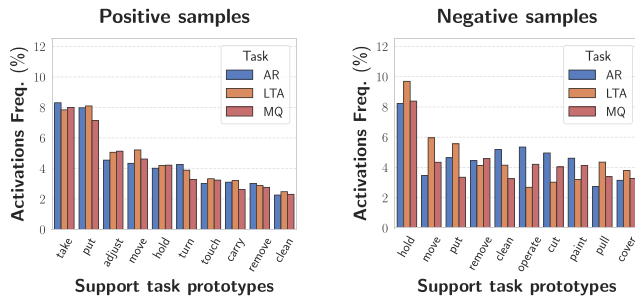 Positive samples
Activations Freq. (%)
12
10
8
6
4
2
0
Task
AR
LTA
MQ
take
put
adjust
move
hold
turn
touch
carry
remove
clean
Support task prototypes
Negative samples
Activations Freq. (%)
12
10
8
6
4
2
0
Task
AR
LTA
MQ
hold
move
put
remove
clean
operate
cut
paint
pull
cover
Support task prototypes